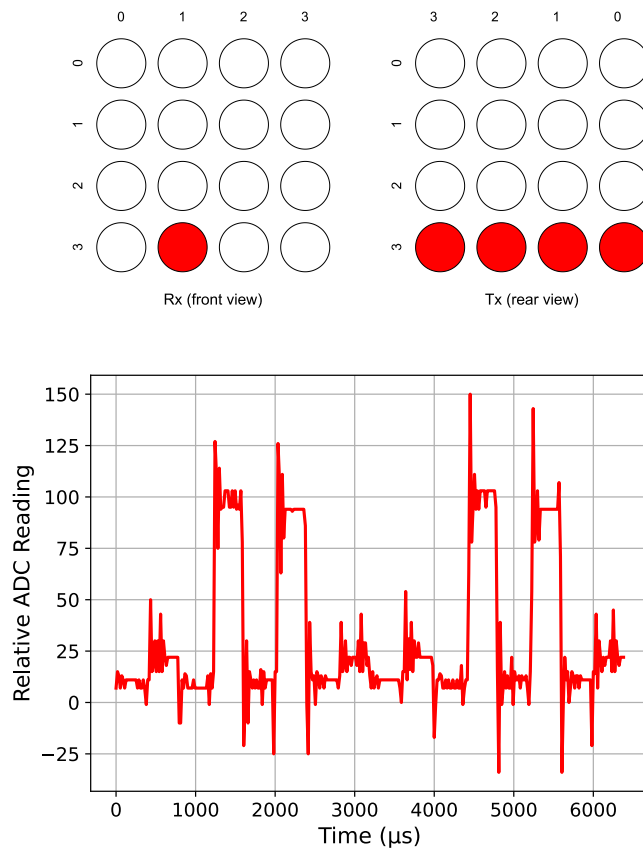 0 1 2 3
3 2 1 0
0
1
2
3
0
1
2
3
Rx (front view)
Tx (rear view)
150
125
100
75
50
25
0
−25
Relative ADC Reading
0 1000 2000 3000 4000 5000 6000
Time (µs)